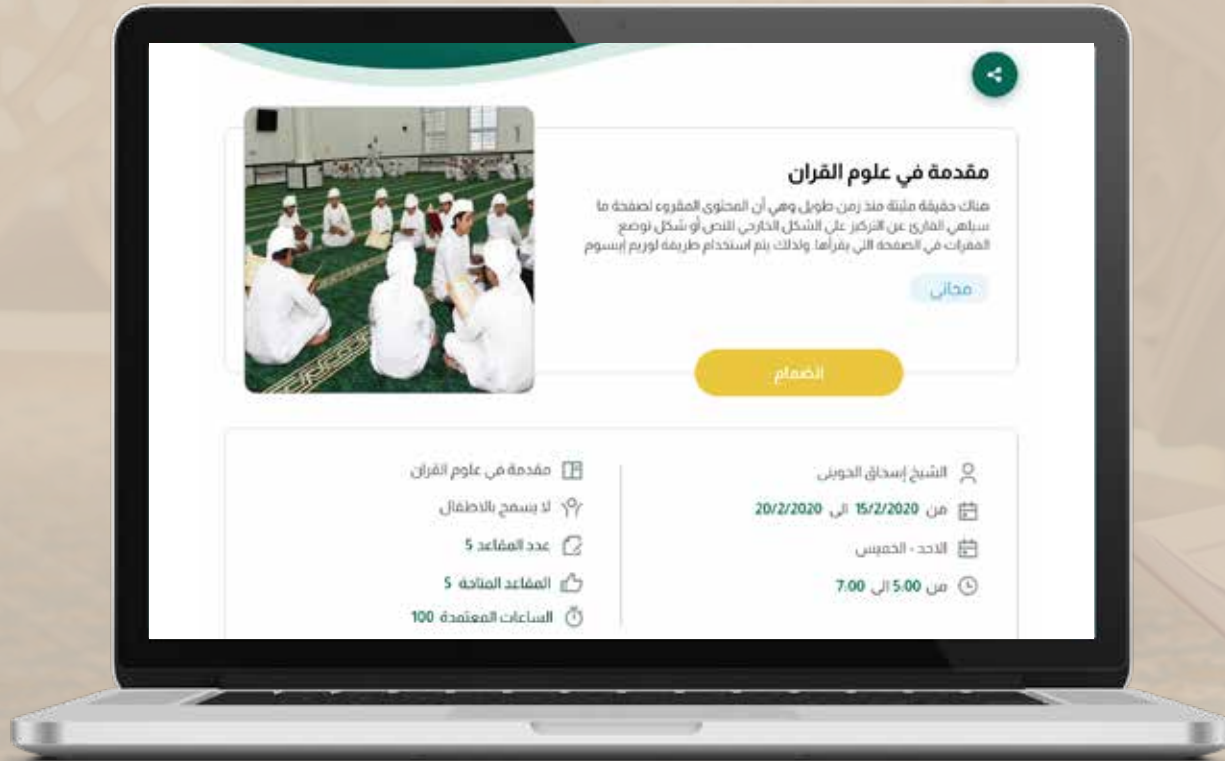 مقدمة في علوم القران
هناك حقيقة مثبتة منذ زمن طويل وهي أن المحتوى المقروء لصفحة ما
سيلهي القارئ عن التركيز على الشكل الخارجي للنص أو شكل توضع
الفقرات في الصفحة التي يقرأها. ولذلك يتم استخدام طريقة لوريم إيبسوم
مجاني
انضمام
الشيخ إسحاق الحويني
من 15/2/2020 الى 20/2/2020
الاحد - الخميس
من 5:00 الى 7:00
مقدمة في علوم القران
لا يسمح بالاطفال
عدد المقاعد 5
المقاعد المتاحة 5
الساعات المعتمدة 100